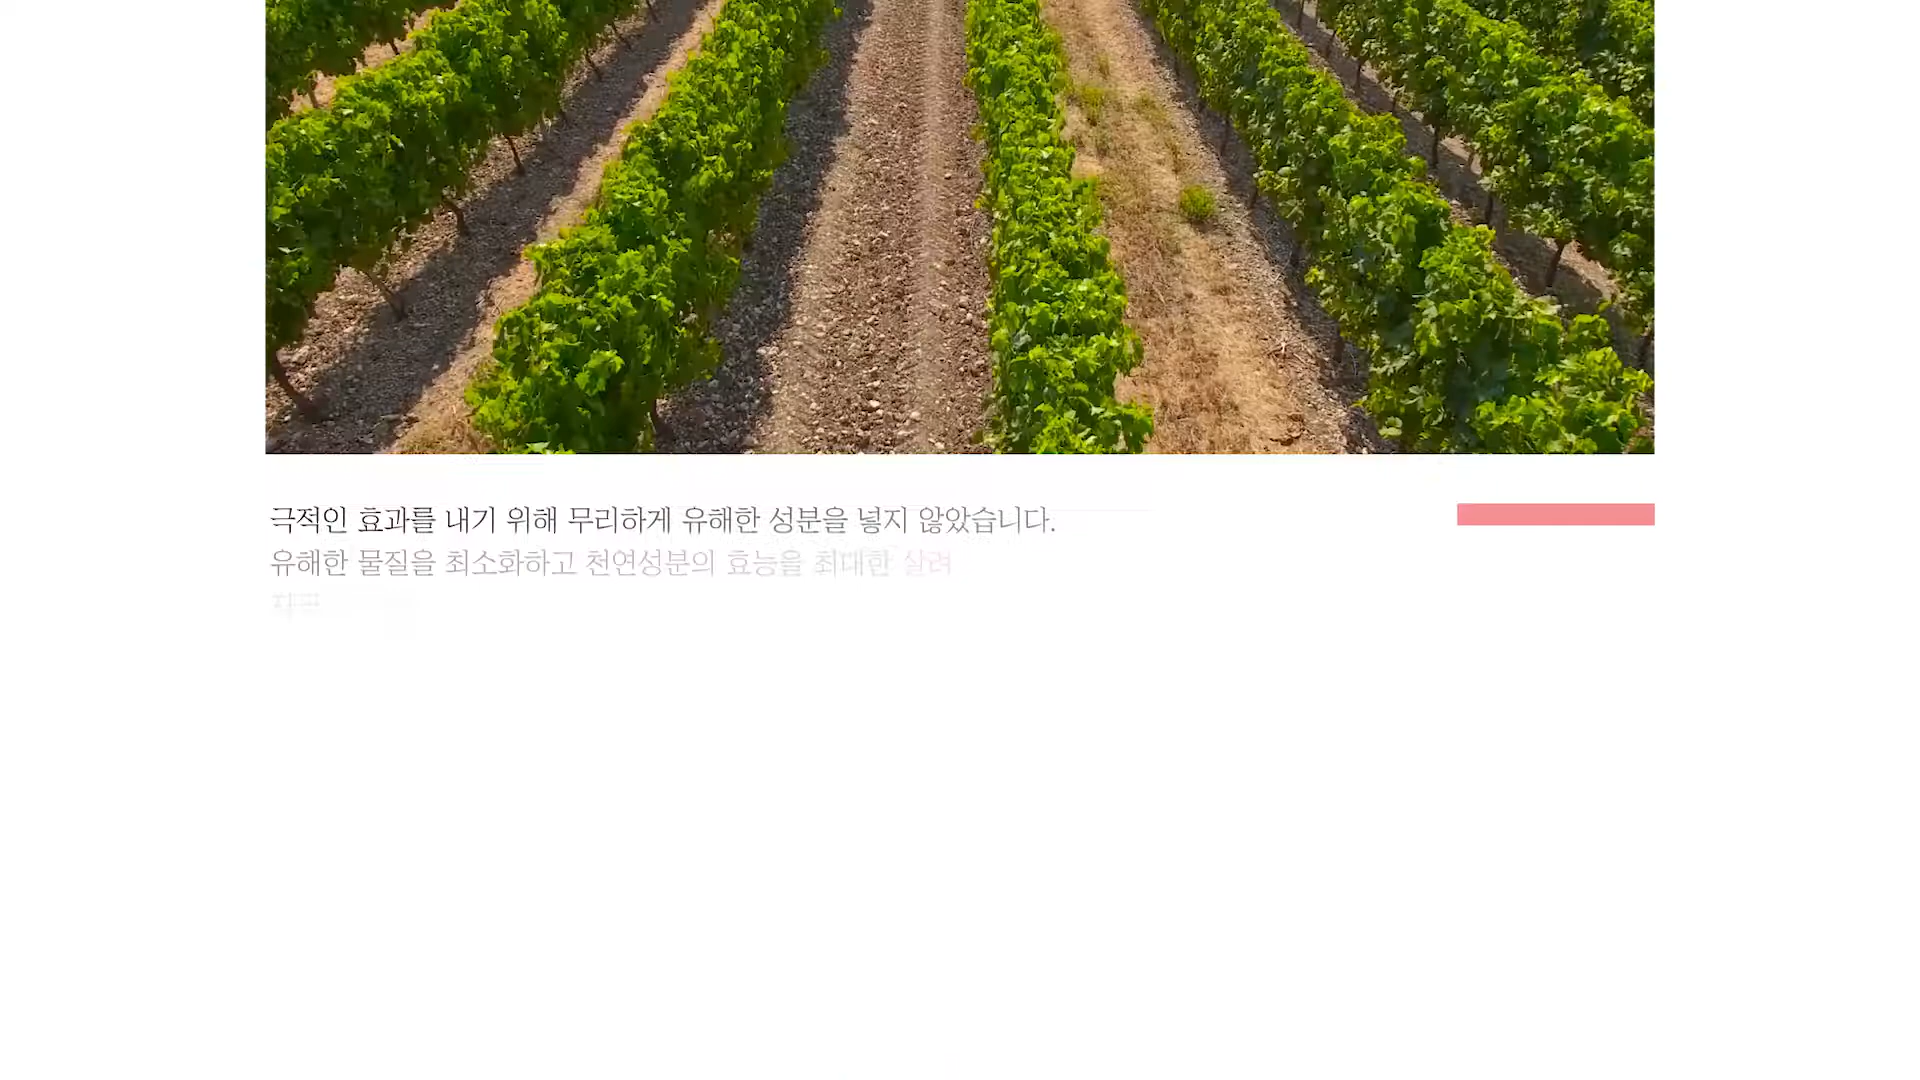 극적인 효과를 내기 위해 무리하게 유해한 성분을 넣지 않았습니다.
유해한 물질을 최소화하고 천연성분의 효능을 최대한 살려